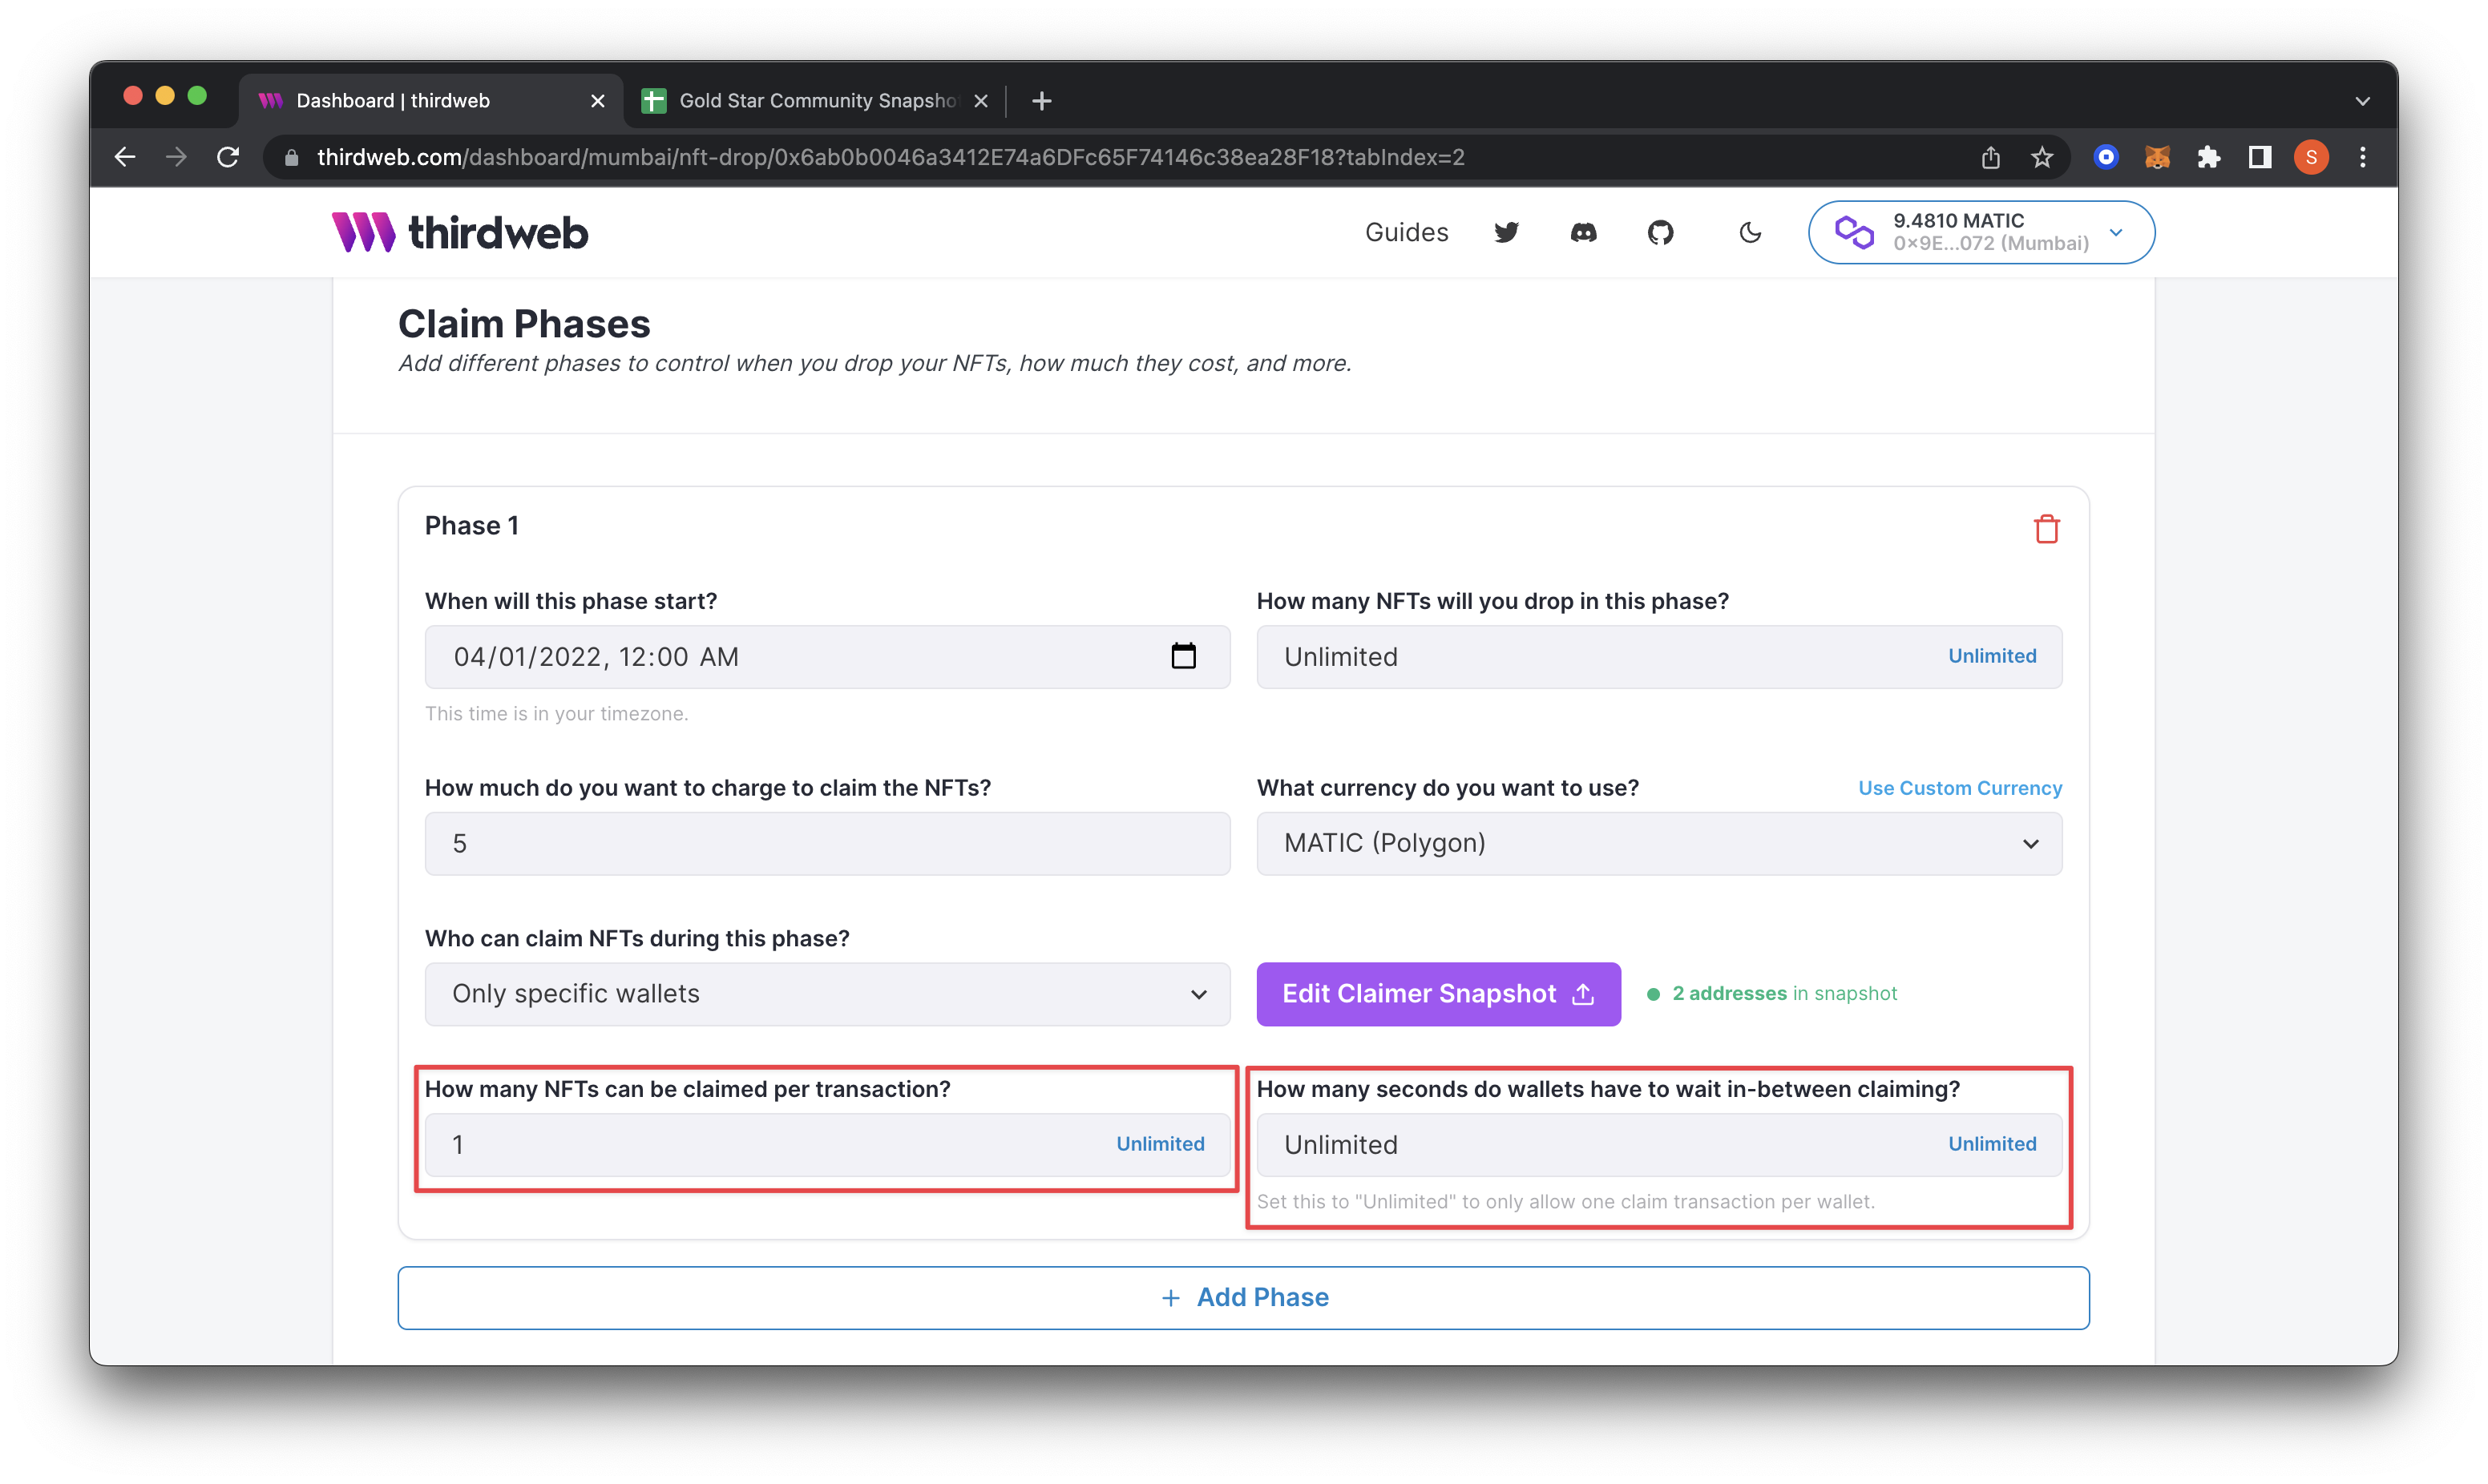 Dashboard | thirdweb
Gold Star Community Snapsho
thirdweb.com/dashboard/mumbai/nft-drop/0x6ab0b0046a3412E74a6DFc65F74146c38ea28F18?tabIndex=2
S
thirdweb
Guides
9.4810 MATIC
0x9E...072 (Mumbai)
Claim Phases
Add different phases to control when you drop your NFTs, how much they cost, and more.
Phase 1
When will this phase start?
How many NFTs will you drop in this phase?
04/01/2022, 12:00 AM
Unlimited
Unlimited
This time is in your timezone.
How much do you want to charge to claim the NFTs?
What currency do you want to use?
Use Custom Currency
5
MATIC (Polygon)
Who can claim NFTs during this phase?
Only specific wallets
Edit Claimer Snapshot
2 addresses in snapshot
How many NFTs can be claimed per transaction?
How many seconds do wallets have to wait in-between claiming?
1
Unlimited
Unlimited
Unlimited
Set this to "Unlimited" to only allow one claim transaction per wallet.
+ Add Phase